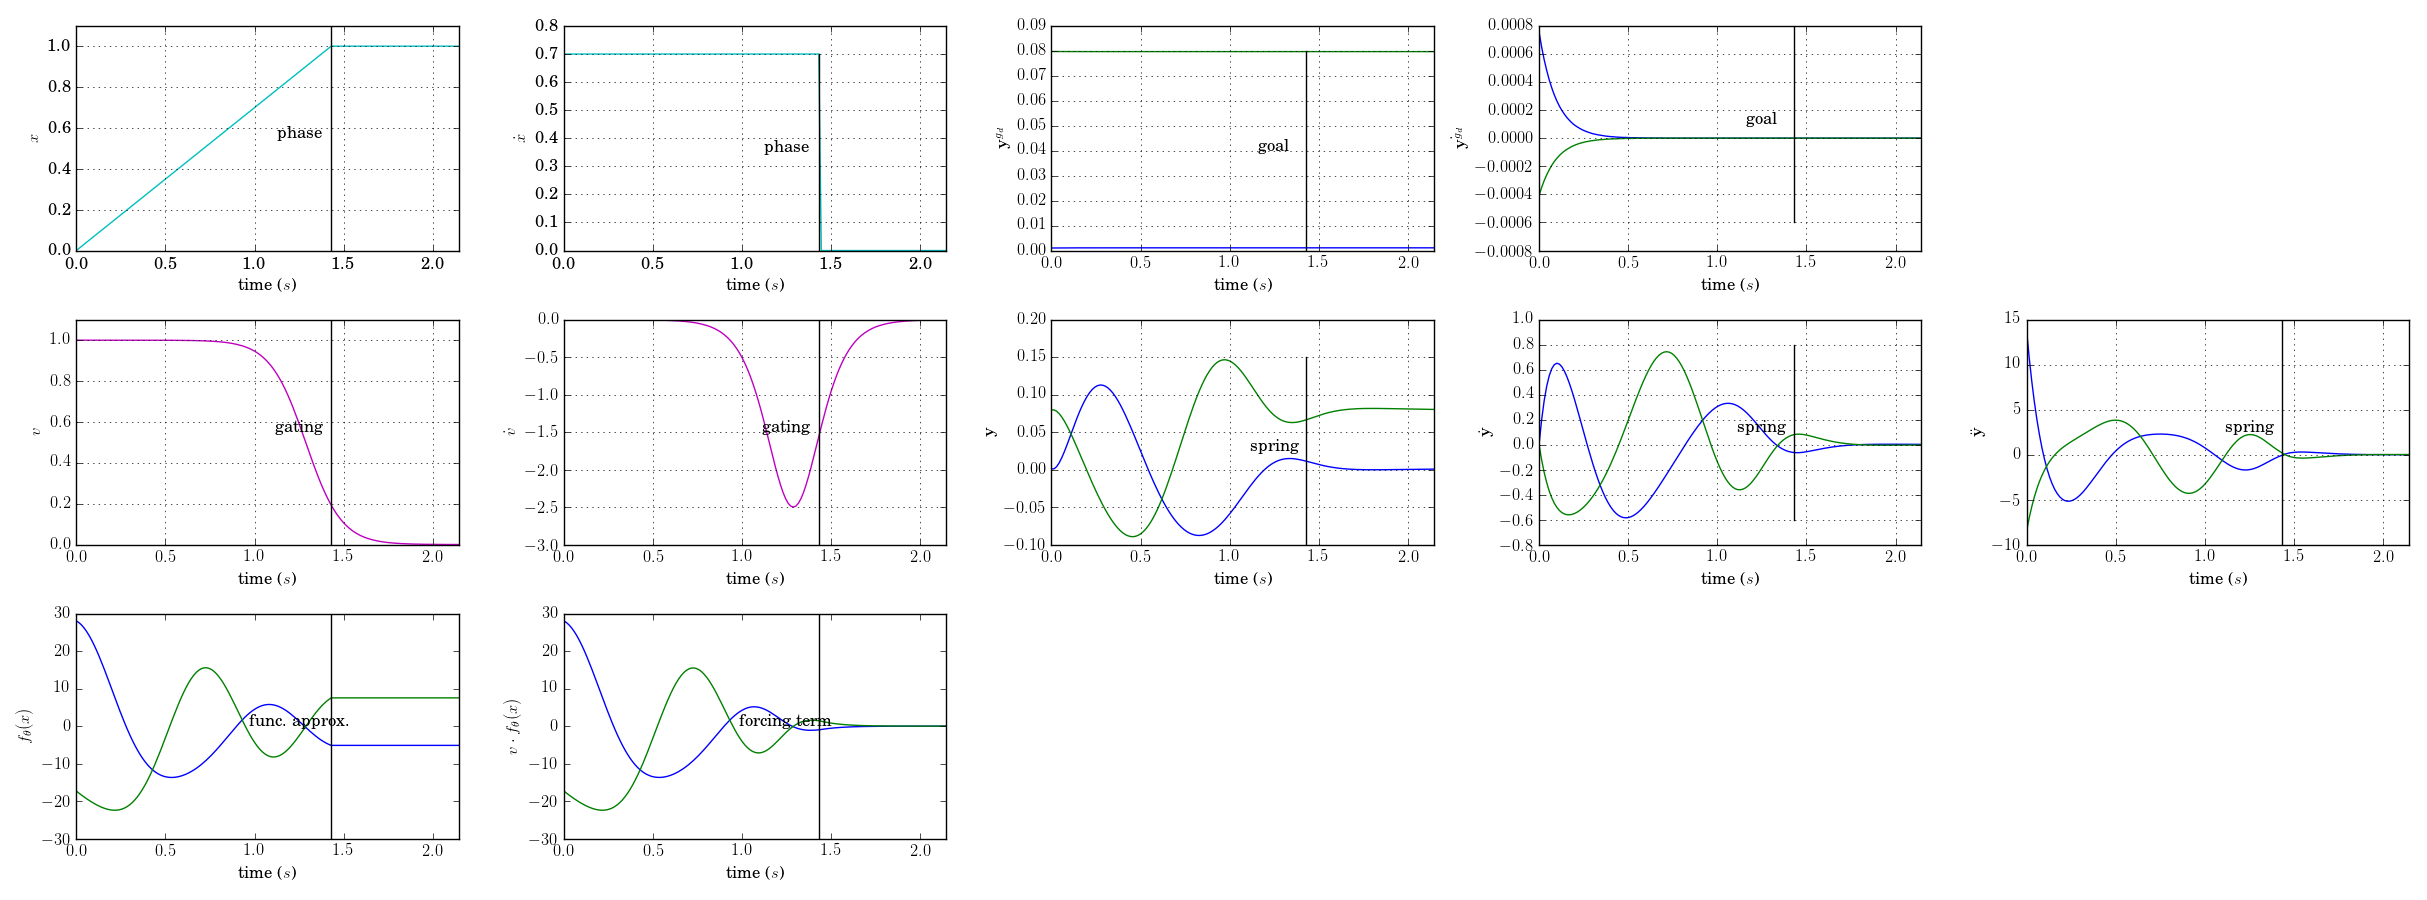 1.0
0.8
0.6
0.4
0.2
0.0
x
phase
0.0 0.5 1.0 1.5 2.0
time (s)
0.8
0.7
0.6
0.5
0.4
0.3
0.2
0.1
0.0
ẋ
phase
0.0 0.5 1.0 1.5 2.0
time (s)
0.09
0.08
0.07
0.06
0.05
0.04
0.03
0.02
0.01
0.00
y^{g_d}
goal
0.0 0.5 1.0 1.5 2.0
time (s)
0.0008
0.0006
0.0004
0.0002
0.0000
−0.0002
−0.0004
−0.0006
−0.0008
ẏ^{g_d}
goal
0.0 0.5 1.0 1.5 2.0
time (s)
1.0
0.8
0.6
0.4
0.2
0.0
v
gating
0.0 0.5 1.0 1.5 2.0
time (s)
0.0
−0.5
−1.0
−1.5
−2.0
−2.5
−3.0
v̇
gating
0.0 0.5 1.0 1.5 2.0
time (s)
0.20
0.15
0.10
0.05
0.00
−0.05
−0.10
y
spring
0.0 0.5 1.0 1.5 2.0
time (s)
1.0
0.8
0.6
0.4
0.2
0.0
−0.2
−0.4
−0.6
−0.8
ẏ
spring
0.0 0.5 1.0 1.5 2.0
time (s)
15
10
5
0
−5
−10
ÿ
spring
0.0 0.5 1.0 1.5 2.0
time (s)
30
20
10
0
−10
−20
−30
f_θ(x)
func. approx.
0.0 0.5 1.0 1.5 2.0
time (s)
30
20
10
0
−10
−20
−30
v · f_θ(x)
forcing term
0.0 0.5 1.0 1.5 2.0
time (s)